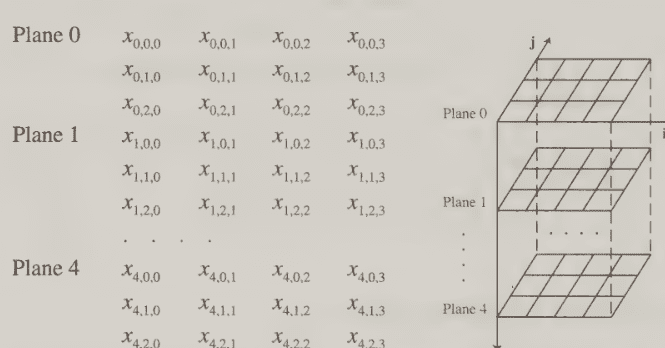 Plane 0 x0,0,0 x0,0,1 x0,0,2 x0,0,3
x0,1,0 x0,1,1 x0,1,2 x0,1,3
x0,2,0 x0,2,1 x0,2,2 x0,2,3
Plane 1 x1,0,0 x1,0,1 x1,0,2 x1,0,3
x1,1,0 x1,1,1 x1,1,2 x1,1,3
x1,2,0 x1,2,1 x1,2,2 x1,2,3
. . . .
Plane 4 x4,0,0 x4,0,1 x4,0,2 x4,0,3
x4,1,0 x4,1,1 x4,1,2 x4,1,3
x4,2,0 x4,2,1 x4,2,2 x4,2,3
j
Plane 0
i
Plane 1
. . . .
Plane 4